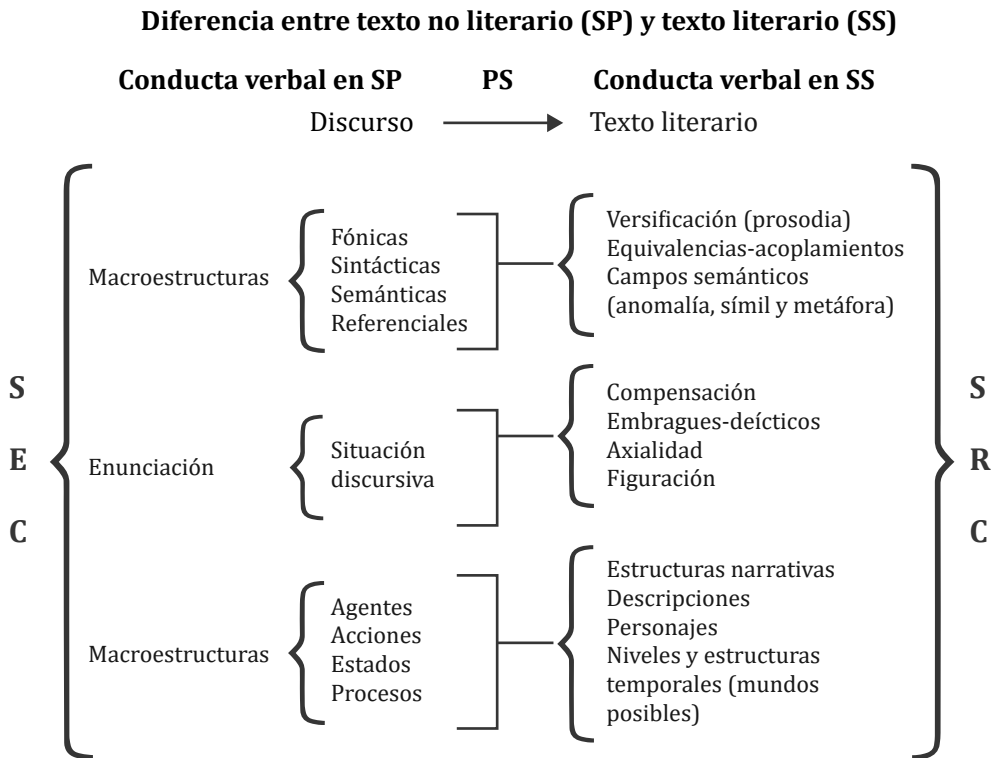 Diferencia entre texto no literario (SP) y texto literario (SS)
Conducta verbal en SP PS Conducta verbal en SS
Discurso Texto literario
S
E
C
Macroestructuras
Fónicas
Sintácticas
Semánticas
Referenciales
Versificación (prosodia)
Equivalencias-acoplamientos
Campos semánticos
(anomalía, símil y metáfora)
Enunciación
Situación
discursiva
Compensación
Embragues-deícticos
Axialidad
Figuración
Macroestructuras
Agentes
Acciones
Estados
Procesos
Estructuras narrativas
Descripciones
Personajes
Niveles y estructuras
temporales (mundos
posibles)
S
R
C